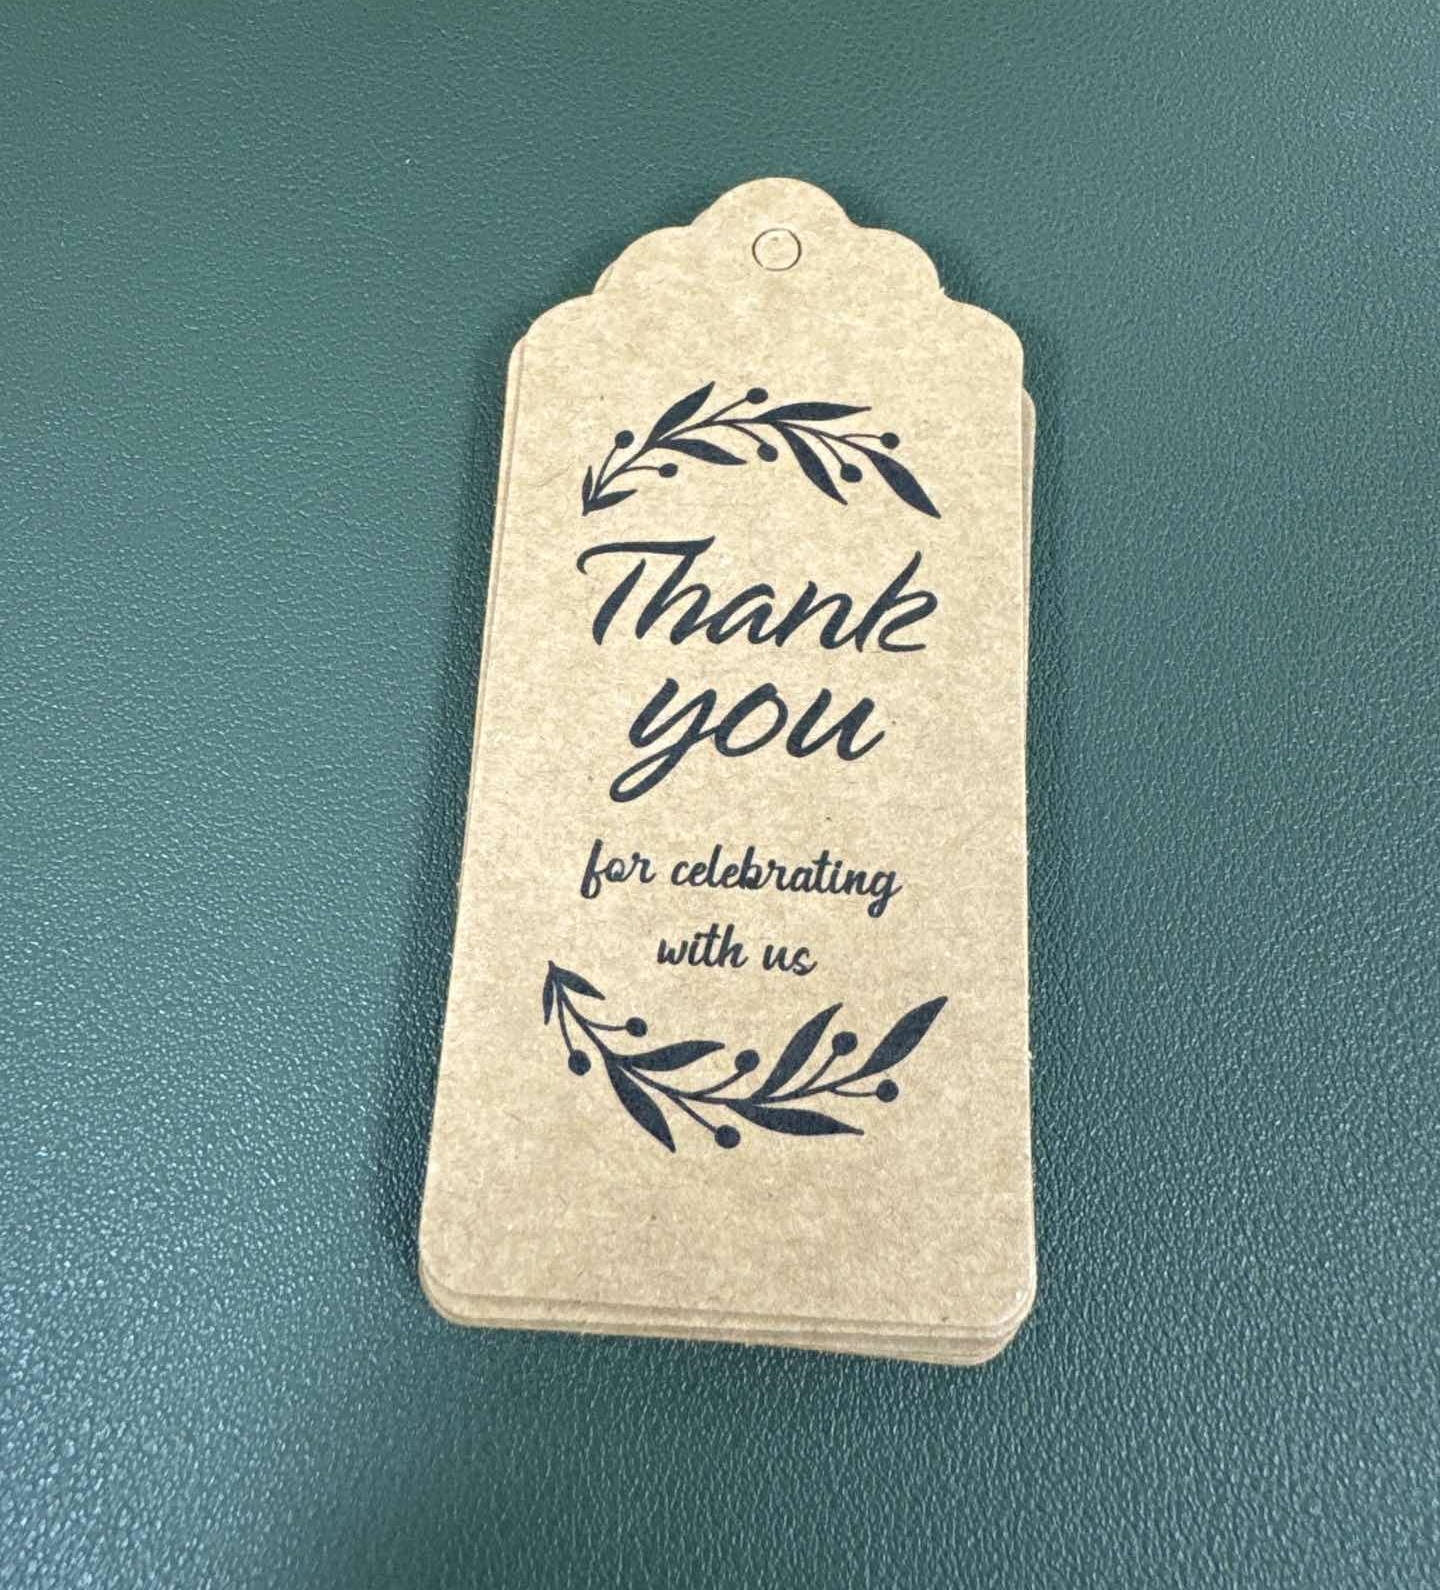 Thank
you
for celebrating
with us